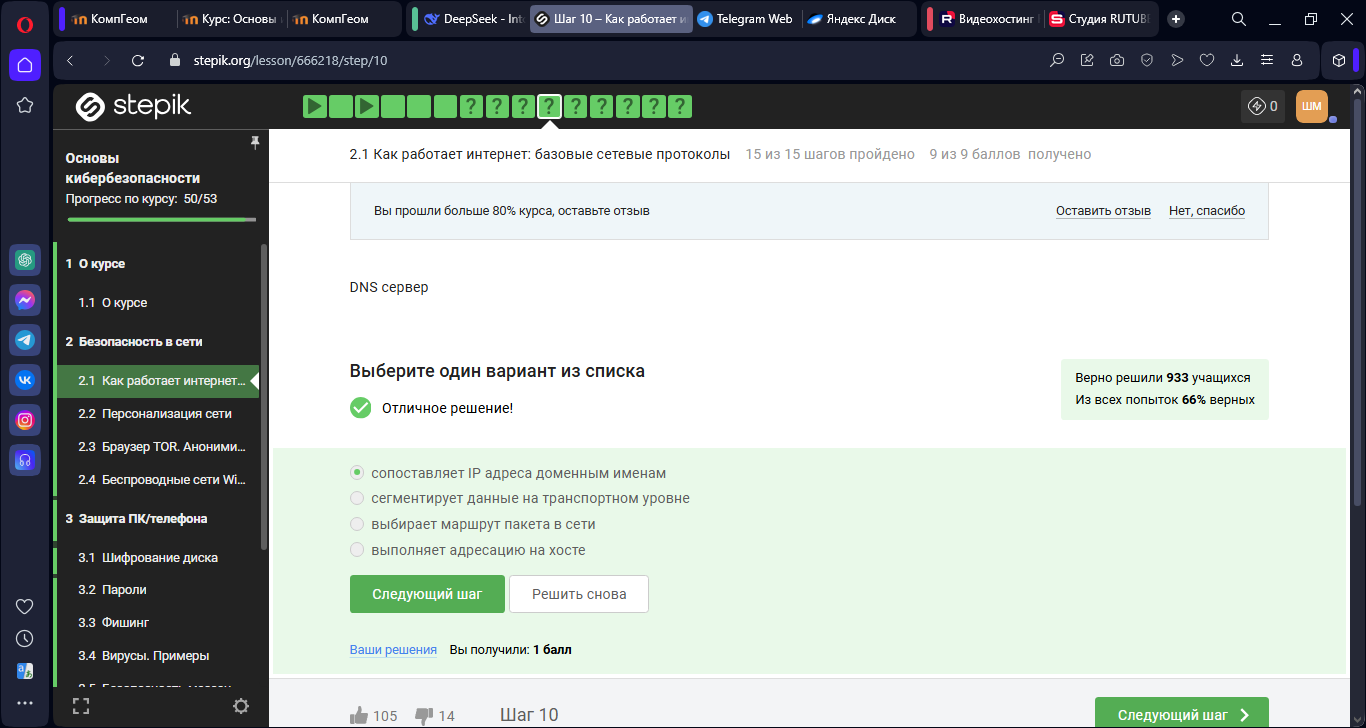 КомпГеом
Курс: Основы
КомпГеом
DeepSeek - Int
Шаг 10 – Как работает и
Telegram Web
Яндекс Диск
Видеохостинг
Студия RUTUBE
stepik.org/lesson/666218/step/10
stepik
0
ШМ
Основы
кибербезопасности
Прогресс по курсу: 50/53
1 О курсе
1.1 О курсе
2 Безопасность в сети
2.1 Как работает интернет...
2.2 Персонализация сети
2.3 Браузер TOR. Аноними...
2.4 Беспроводные сети Wi...
3 Защита ПК/телефона
3.1 Шифрование диска
3.2 Пароли
3.3 Фишинг
3.4 Вирусы. Примеры
2.1 Как работает интернет: базовые сетевые протоколы 15 из 15 шагов пройдено 9 из 9 баллов получено
Вы прошли больше 80% курса, оставьте отзыв
Оставить отзыв
Нет, спасибо
DNS сервер
Выберите один вариант из списка
Отличное решение!
Верно решили 933 учащихся
Из всех попыток 66% верных
сопоставляет IP адреса доменным именам
сегментирует данные на транспортном уровне
выбирает маршрут пакета в сети
выполняет адресацию на хосте
Следующий шаг
Решить снова
Ваши решения Вы получили: 1 балл
105
14
Шаг 10
Следующий шаг